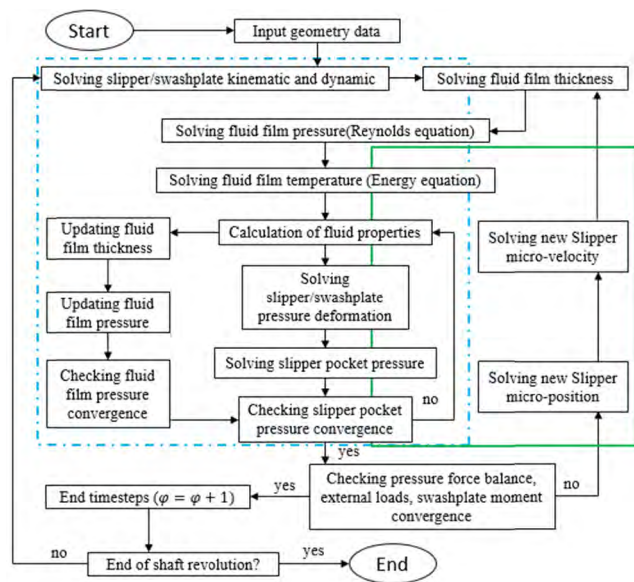 Start
Input geometry data
Solving slipper/swashplate kinematic and dynamic
Solving fluid film thickness
Solving fluid film pressure(Reynolds equation)
Solving fluid film temperature (Energy equation)
Updating fluid
film thickness
Calculation of fluid properties
Solving new Slipper
micro-velocity
Solving
slipper/swashplate
pressure deformation
Updating fluid
film pressure
Solving slipper pocket pressure
Checking fluid
film pressure
convergence
Solving new Slipper
micro-position
no
Checking slipper pocket
pressure convergence
yes
Checking pressure force balance,
external loads, swashplate moment
convergence
yes
no
End timesteps (𝜑 = 𝜑 + 1)
no
End of shaft revolution?
yes
End